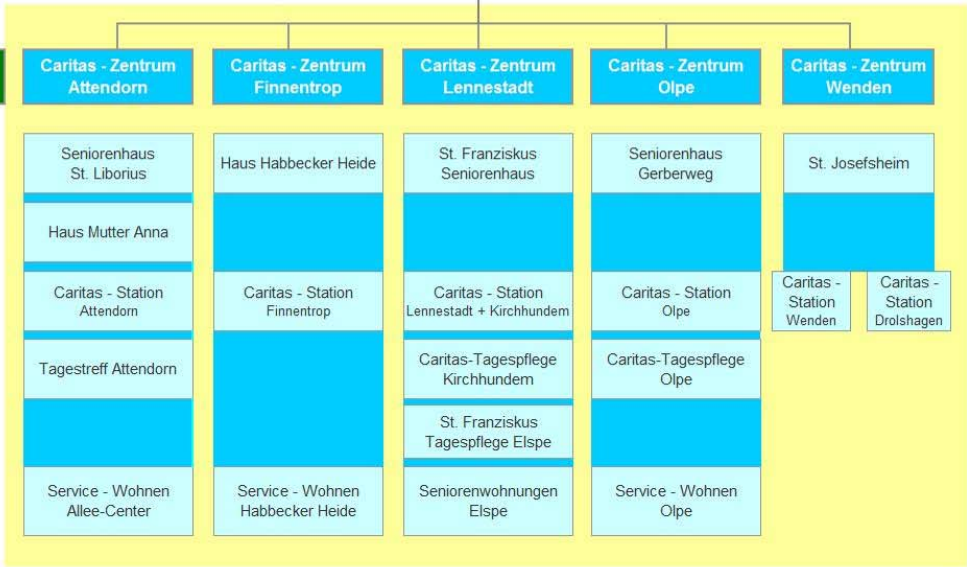 Caritas - Zentrum
Attendorn
Caritas - Zentrum
Finnentrop
Caritas - Zentrum
Lennestadt
Caritas - Zentrum
Olpe
Caritas - Zentrum
Wenden
Seniorenhaus
St. Liborius
Haus Habbecker Heide
St. Franziskus
Seniorenhaus
Seniorenhaus
Gerberweg
St. Josefsheim
Haus Mutter Anna
Caritas - Station
Attendorn
Caritas - Station
Finnentrop
Caritas - Station
Lennestadt + Kirchhundem
Caritas - Station
Olpe
Caritas -
Station
Wenden
Caritas -
Station
Drolshagen
Tagestreff Attendorn
Caritas-Tagespflege
Kirchhundem
Caritas-Tagespflege
Olpe
St. Franziskus
Tagespflege Elspe
Service - Wohnen
Allee-Center
Service - Wohnen
Habbecker Heide
Seniorenwohnungen
Elspe
Service - Wohnen
Olpe